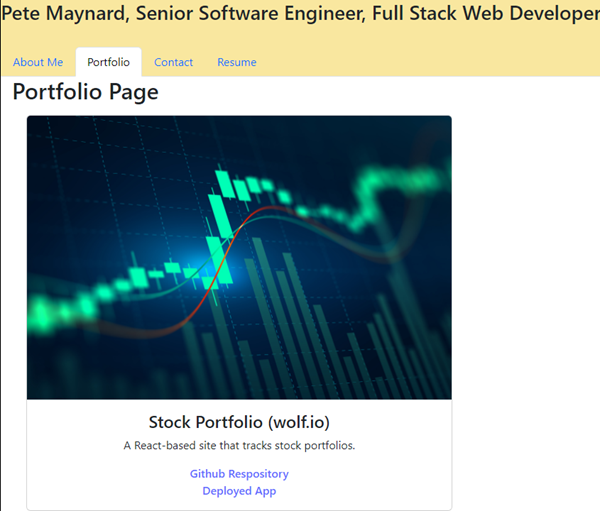 Pete Maynard, Senior Software Engineer, Full Stack Web Developer
About Me Portfolio Contact Resume
Portfolio Page
Stock Portfolio (wolf.io)
A React-based site that tracks stock portfolios.
Github Respository
Deployed App